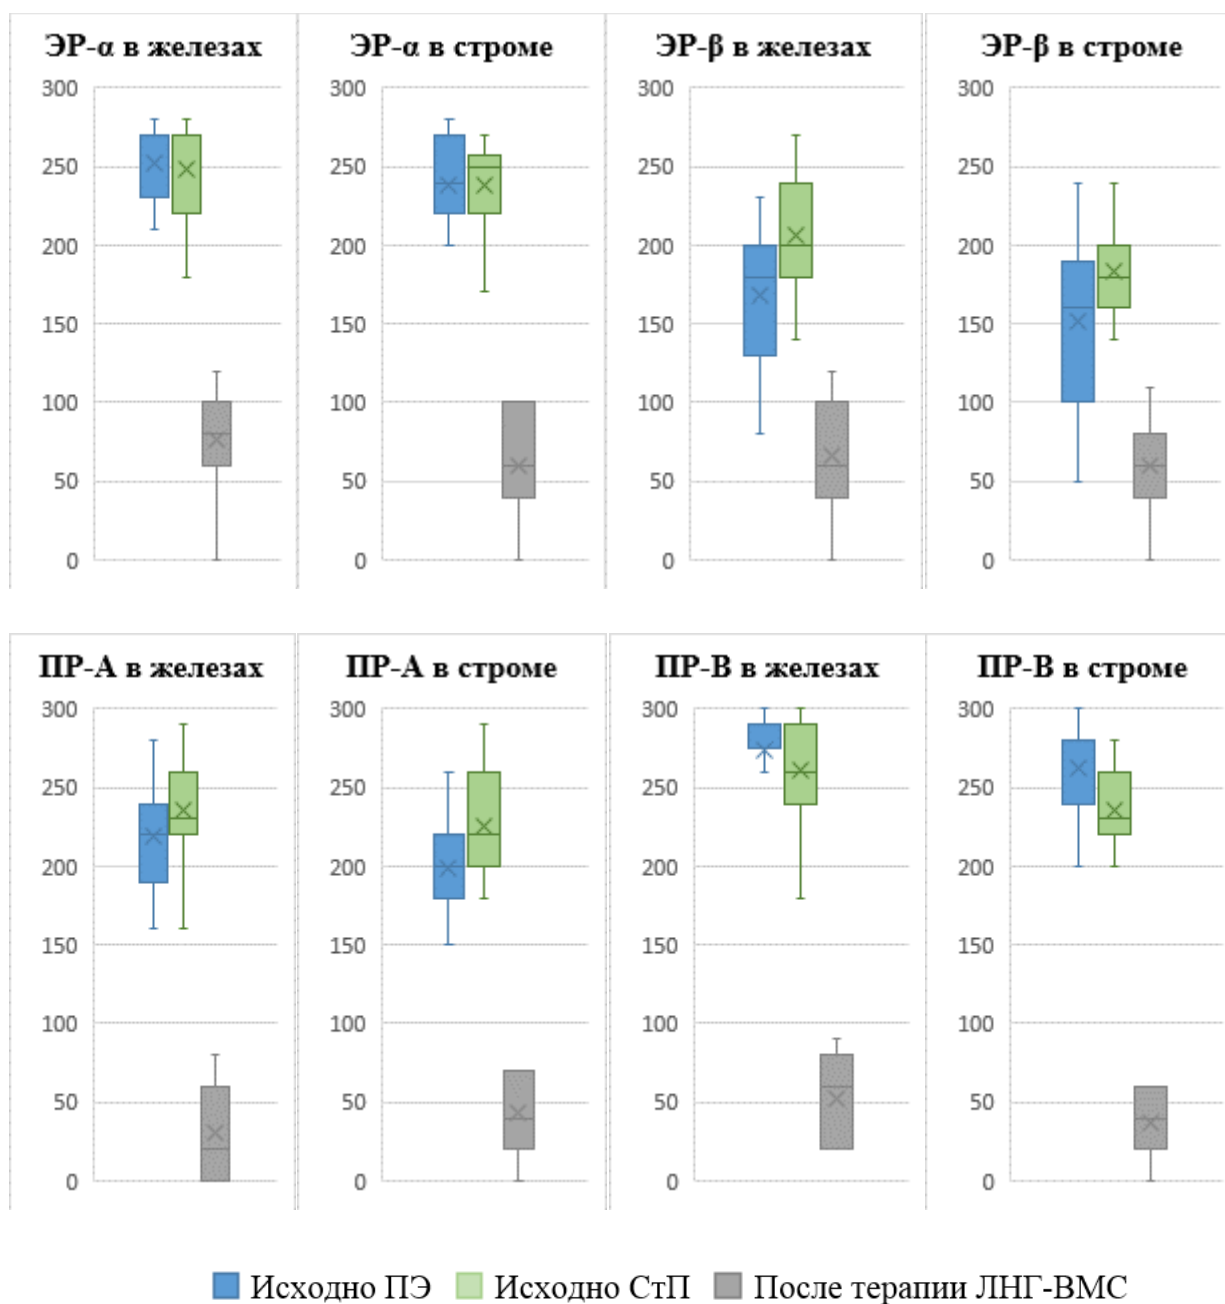 ЭР-α в железах ЭР-α в строме ЭР-β в железах ЭР-β в строме
300 300 300 300
250 250 250 250
200 200 200 200
150 150 150 150
100 100 100 100
50 50 50 50
0 0 0 0
ПР-А в железах ПР-А в строме ПР-В в железах ПР-В в строме
300 300 300 300
250 250 250 250
200 200 200 200
150 150 150 150
100 100 100 100
50 50 50 50
0 0 0 0
Исходно ПЭ Исходно СтП После терапии ЛНГ-ВМС